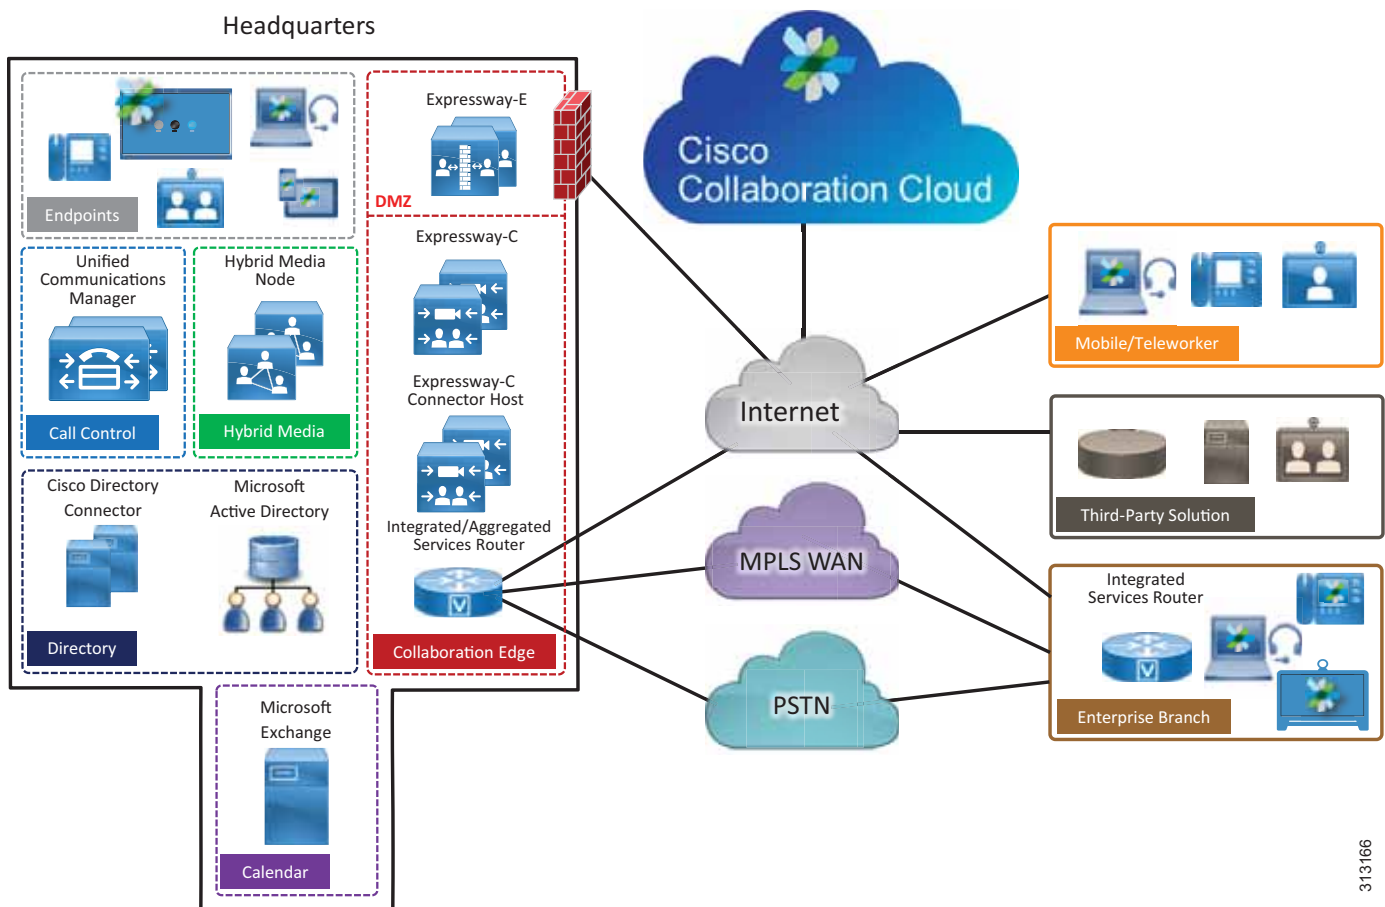 Headquarters
Endpoints
Expressway-E
DMZ
Cisco
Collaboration Cloud
Unified
Communications
Manager
Call Control
Hybrid Media
Node
Hybrid Media
Expressway-C
Expressway-C
Connector Host
Integrated/Aggregated
Services Router
V
Collaboration Edge
Cisco Directory
Connector
Microsoft
Active Directory
Directory
Microsoft
Exchange
Calendar
Internet
MPLS WAN
PSTN
Mobile/Teleworker
Third-Party Solution
Integrated
Services Router
V
Enterprise Branch
313166